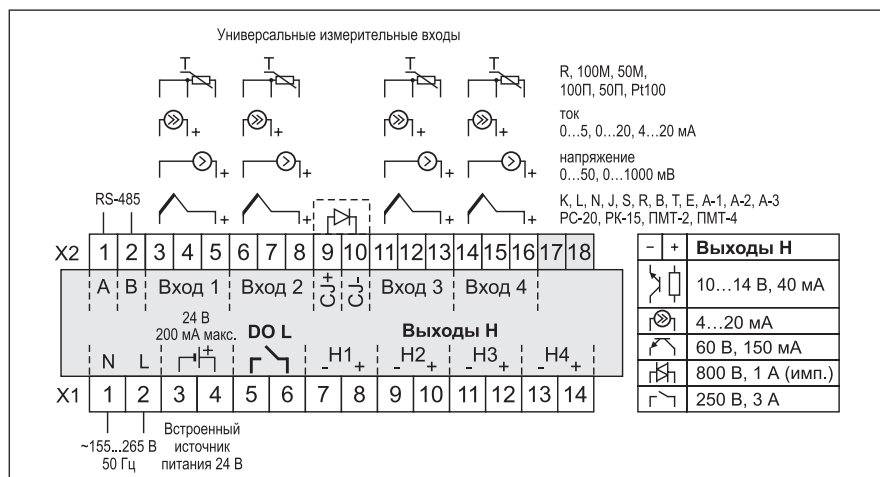 Универсальные измерительные входы
T T T T
R, 100М, 50М,
100П, 50П, Pt100
ток
0...5, 0...20, 4...20 мА
напряжение
0...50, 0...1000 мВ
K, L, N, J, S, R, B, T, E, A-1, A-2, A-3
РС-20, РК-15, ПМТ-2, ПМТ-4
RS-485
X2 1 2 3 4 5 6 7 8 9 10 11 12 13 14 15 16 17 18
A B Вход 1 Вход 2 CJ+ CJ- Вход 3 Вход 4
24 В
200 мА макс. DO L Выходы H
N L - + - H1 + - H2 + - H3 + - H4 +
X1 1 2 3 4 5 6 7 8 9 10 11 12 13 14
~155...265 В
50 Гц
Встроенный
источник
питания 24 В
- + Выходы H
10...14 В, 40 мА
4...20 мА
60 В, 150 мА
800 В, 1 А (имп.)
250 В, 3 А